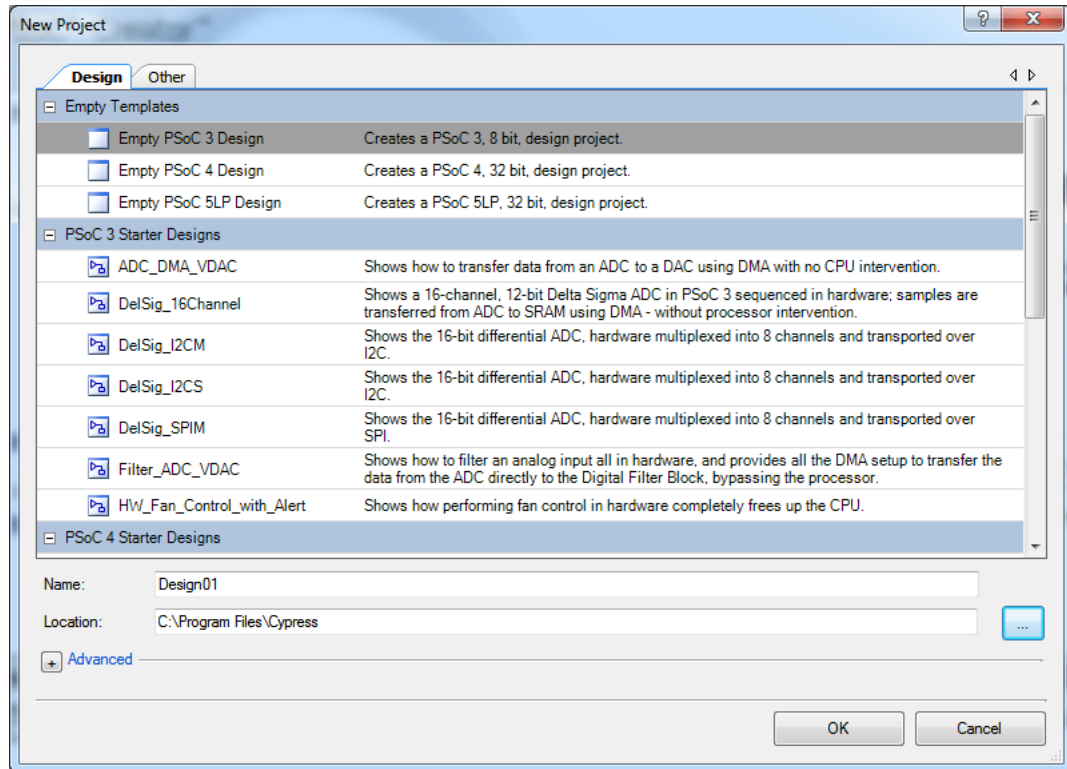 New Project
Design Other
Empty Templates
Empty PSoC 3 Design Creates a PSoC 3, 8 bit, design project.
Empty PSoC 4 Design Creates a PSoC 4, 32 bit, design project.
Empty PSoC 5LP Design Creates a PSoC 5LP, 32 bit, design project.
PSoC 3 Starter Designs
ADC_DMA_VDAC Shows how to transfer data from an ADC to a DAC using DMA with no CPU intervention.
DelSig_16Channel Shows a 16-channel, 12-bit Delta Sigma ADC in PSoC 3 sequenced in hardware; samples are
transferred from ADC to SRAM using DMA - without processor intervention.
DelSig_I2CM Shows the 16-bit differential ADC, hardware multiplexed into 8 channels and transported over
I2C.
DelSig_I2CS Shows the 16-bit differential ADC, hardware multiplexed into 8 channels and transported over
I2C.
DelSig_SPIM Shows the 16-bit differential ADC, hardware multiplexed into 8 channels and transported over
SPI.
Filter_ADC_VDAC Shows how to filter an analog input all in hardware, and provides all the DMA setup to transfer the
data from the ADC directly to the Digital Filter Block, bypassing the processor.
HW_Fan_Control_with_Alert Shows how performing fan control in hardware completely frees up the CPU.
PSoC 4 Starter Designs
Name: Design01
Location: C:\Program Files\Cypress ...
Advanced
OK Cancel